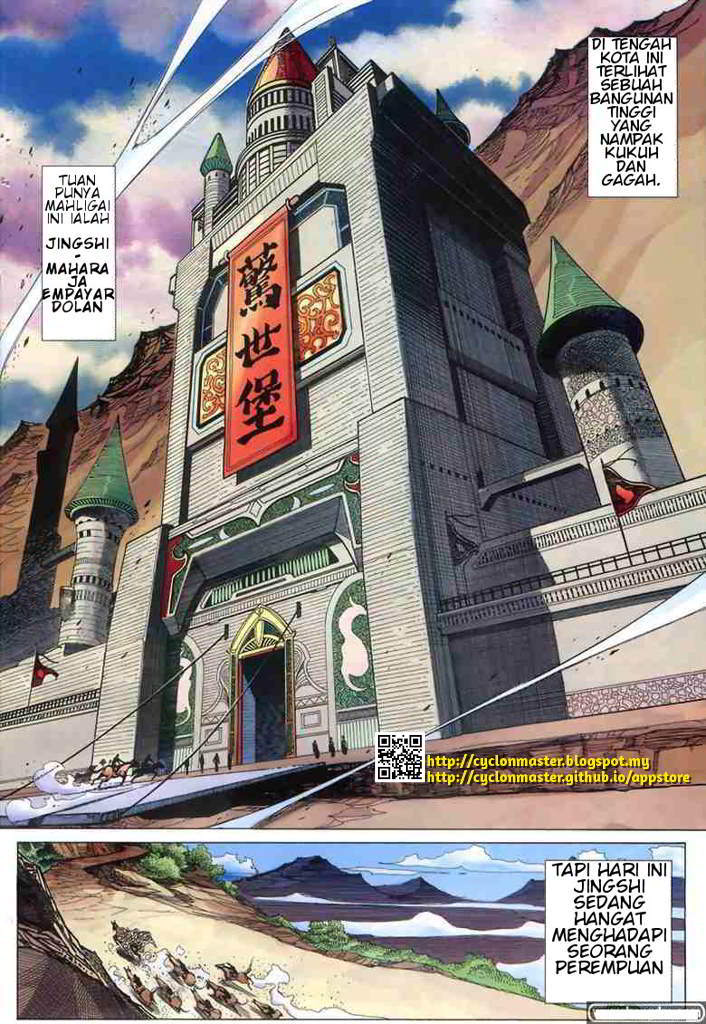 DI TENGAH
KOTA INI
TERLIHAT
SEBUAH
BANGUNAN
TINGGI
YANG
NAMPAK
KUKUH
DAN
GAGAH.
TUAN
PUNYA
MAHLIGAI
INI IALAH
JINGSHI
-
MAHARA
JA
EMPAYAR
DOLAN
驚世堡
http://cyclonmaster.blogspot.my
http://cyclonmaster.github.io/appstore
TAPI HARI INI
JINGSHI
SEDANG
HANGAT
MENGHADAPI
SEORANG
PEREMPUAN